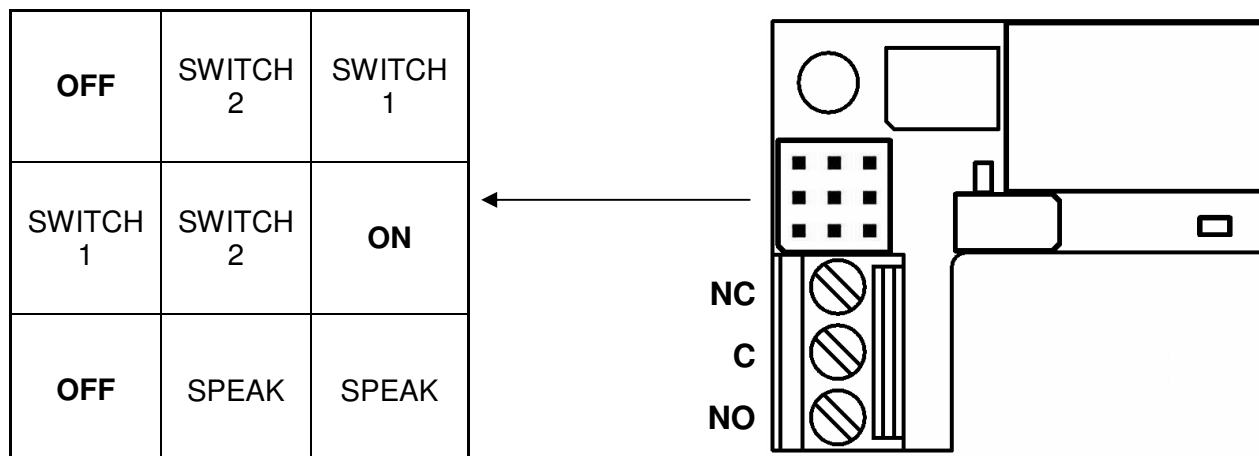 OFF
SWITCH
2
SWITCH
1
SWITCH
1
SWITCH
2
ON
OFF
SPEAK
SPEAK
NC
C
NO